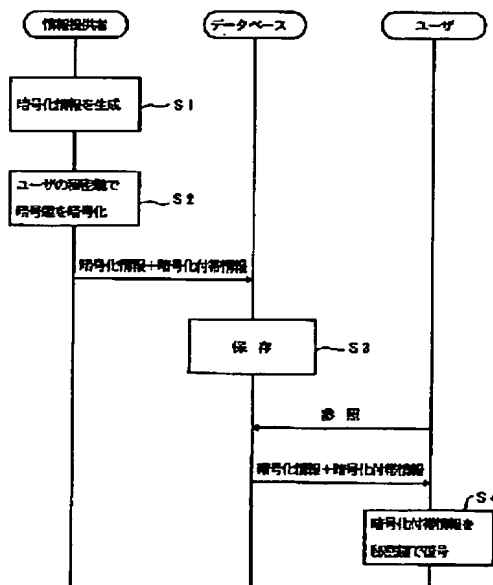 情報提供者
データベース
ユーザ
暗号化情報を生成
S1
ユーザの秘密鍵で
暗号鍵を暗号化
S2
暗号化情報＋暗号化付帯情報
保 存
S3
参 照
暗号化情報＋暗号化付帯情報
S4
暗号化付帯情報を
秘密鍵で復号